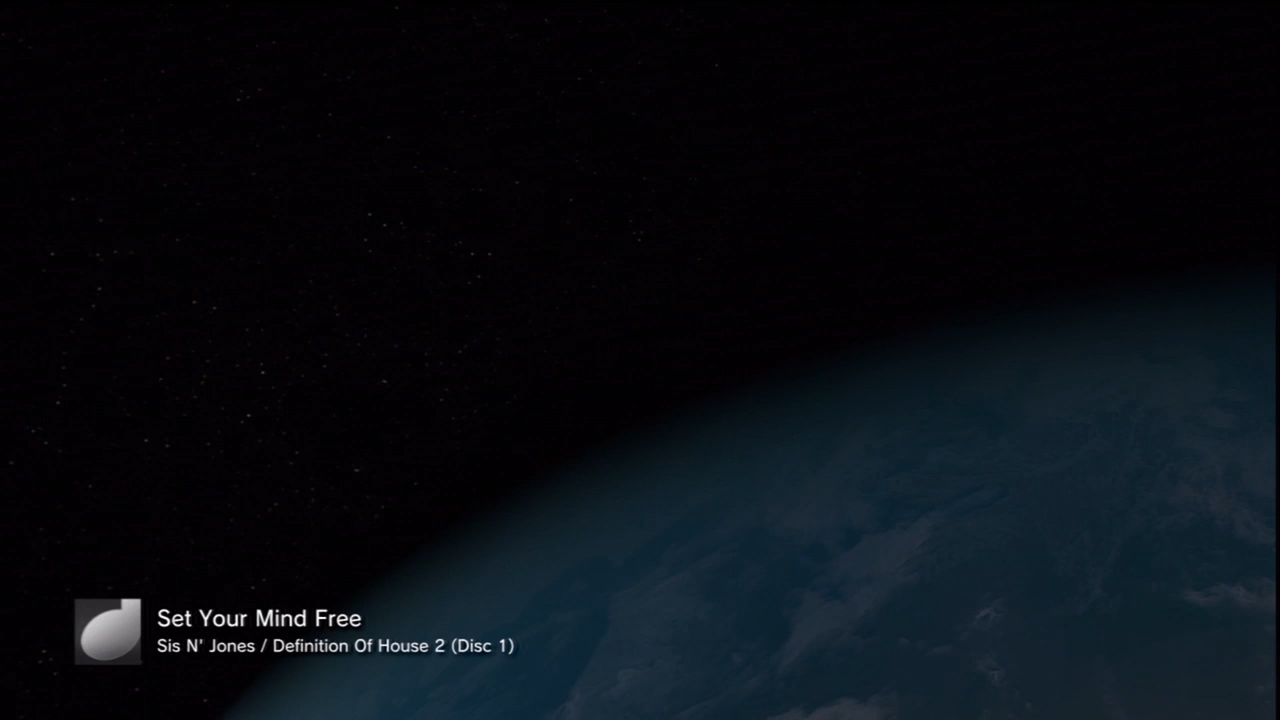 Set Your Mind Free
Sis N' Jones / Definition Of House 2 (Disc 1)